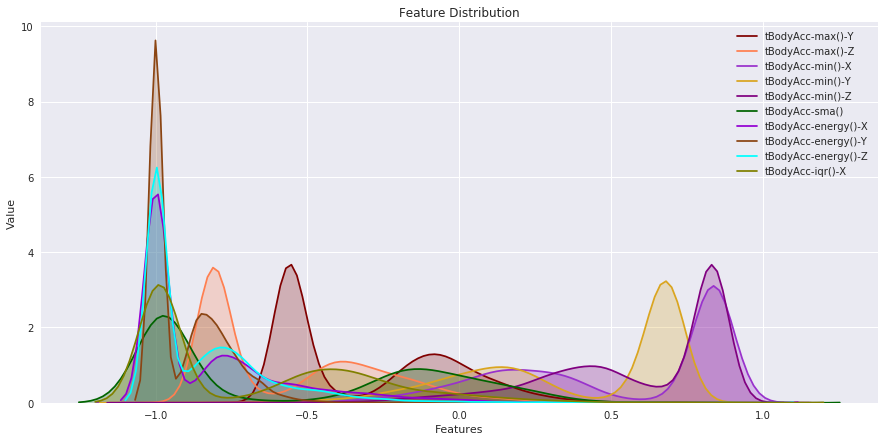 Feature Distribution
10
8
6
4
2
0
Value
tBodyAcc-max()-Y
tBodyAcc-max()-Z
tBodyAcc-min()-X
tBodyAcc-min()-Y
tBodyAcc-min()-Z
tBodyAcc-sma()
tBodyAcc-energy()-X
tBodyAcc-energy()-Y
tBodyAcc-energy()-Z
tBodyAcc-iqr()-X
−1.0 −0.5 0.0 0.5 1.0
Features